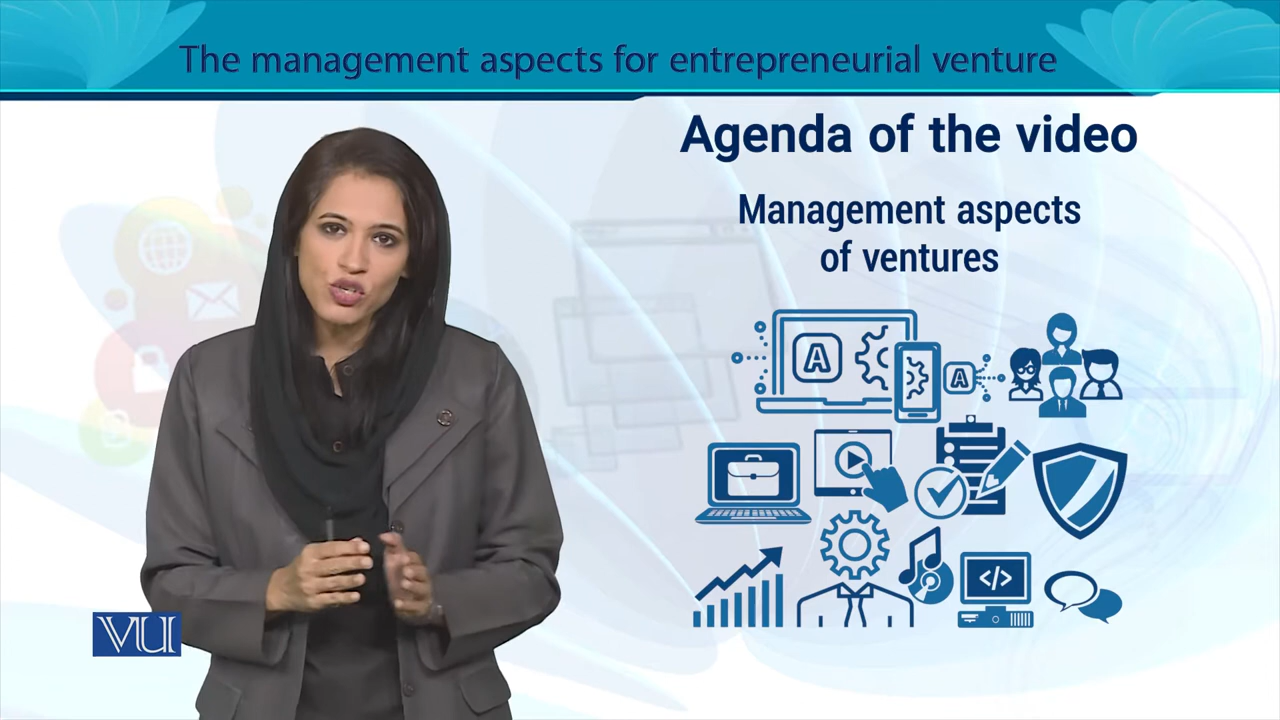 The management aspects for entrepreneurial venture
Agenda of the video
Management aspects
of ventures
A
A
</>
VU